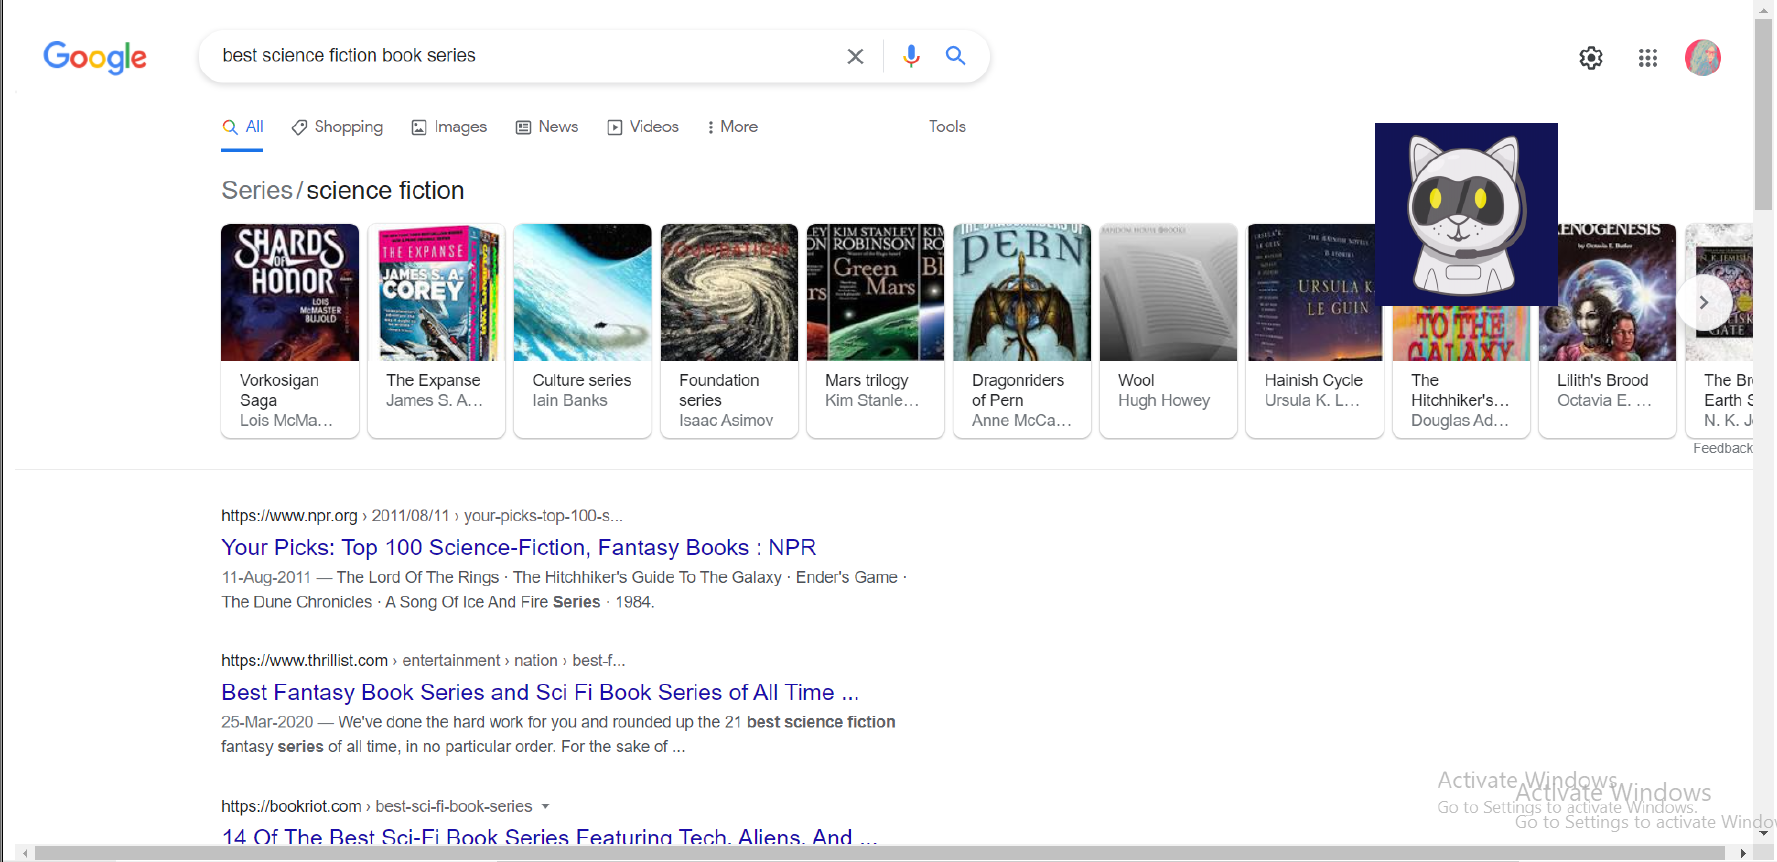 Google
best science fiction book series
All Shopping Images News Videos More Tools
Series/science fiction
SHARDS OF HONOR
LOIS McMASTER BUJOLD
THE EXPANSE
JAMES S. A. COREY
FOUNDATION
KIM STANLEY ROBINSON
Green Mars
PERN
RANDOM HOUSE BOOKS
URSULA K. LE GUIN
TO THE GALAXY
XENOGENESIS
by Octavia E. Butler
Vorkosigan Saga
Lois McMa...
The Expanse
James S. A...
Culture series
Iain Banks
Foundation series
Isaac Asimov
Mars trilogy
Kim Stanle...
Dragonriders of Pern
Anne McCa...
Wool
Hugh Howey
Hainish Cycle
Ursula K. L...
The Hitchhiker's...
Douglas Ad...
Lilith's Brood
Octavia E. ...
The Br
Earth S
N. K. J
Feedback
https://www.npr.org › 2011/08/11 › your-picks-top-100-s...
Your Picks: Top 100 Science-Fiction, Fantasy Books : NPR
11-Aug-2011 — The Lord Of The Rings · The Hitchhiker's Guide To The Galaxy · Ender's Game ·
The Dune Chronicles · A Song Of Ice And Fire Series · 1984.
https://www.thrillist.com › entertainment › nation › best-f...
Best Fantasy Book Series and Sci Fi Book Series of All Time ...
25-Mar-2020 — We've done the hard work for you and rounded up the 21 best science fiction
fantasy series of all time, in no particular order. For the sake of ...
https://bookriot.com › best-sci-fi-book-series
14 Of The Best Sci-Fi Book Series Featuring Tech, Aliens, And ...
Activate Windows
Go to Settings to activate Windows.
Activate Windows
Go to Settings to activate Windo